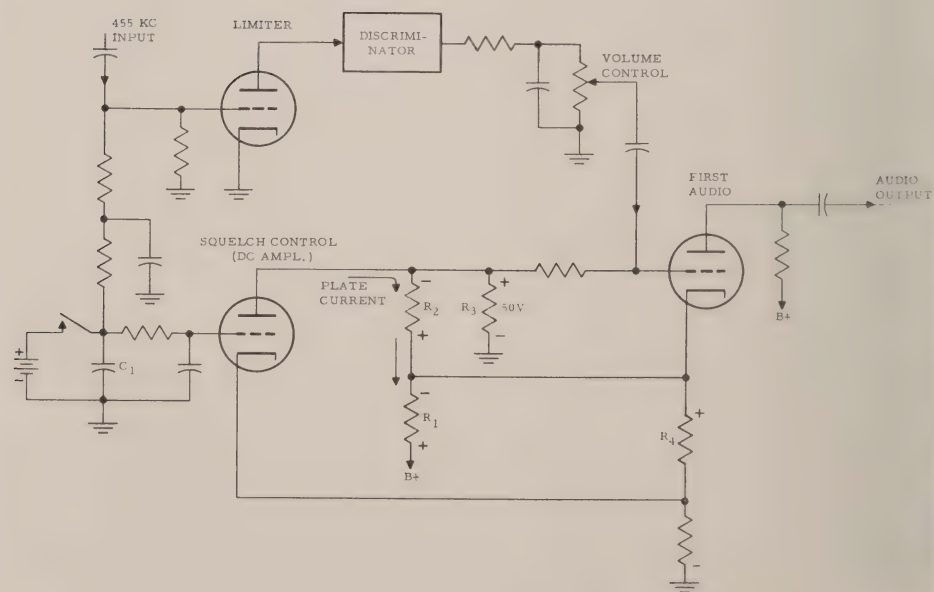 455 KC
INPUT
LIMITER
DISCRIMI-
NATOR
VOLUME
CONTROL
FIRST
AUDIO
AUDIO
OUTPUT
SQUELCH CONTROL
(DC AMPL.)
PLATE
CURRENT
-
R2
+
+
R3
50V
-
B+
+
-
C1
-
R1
+
B+
+
R4
-